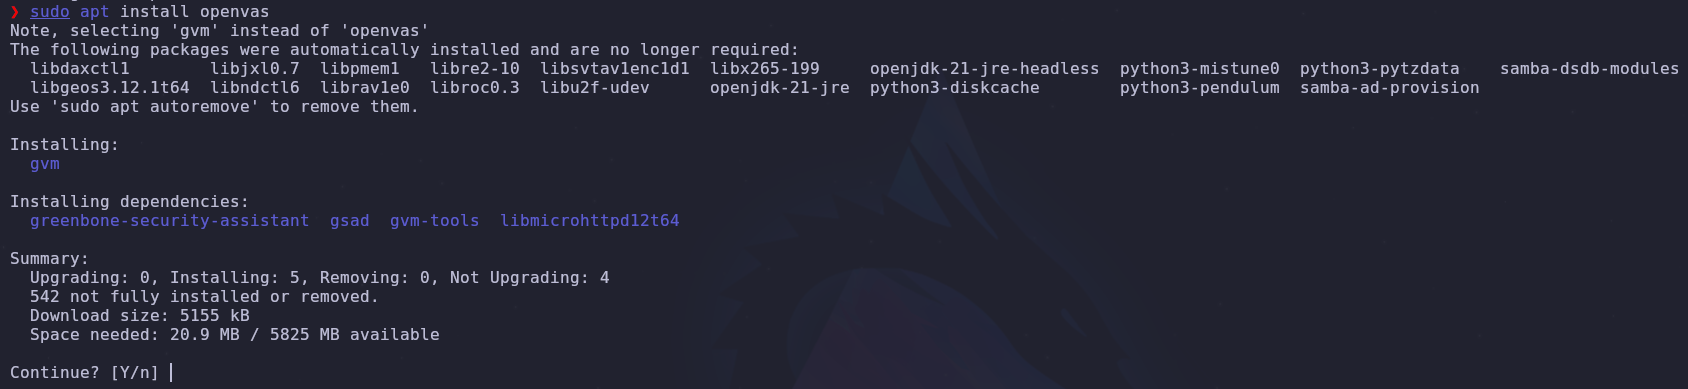 ❯ sudo apt install openvas
Note, selecting 'gvm' instead of 'openvas'
The following packages were automatically installed and are no longer required:
  libdaxctl1        libjxl0.7  libpmem1   libre2-10  libsvtav1enc1d1  libx265-199     openjdk-21-jre-headless  python3-mistune0  python3-pytzdata    samba-dsdb-modules
  libgeos3.12.1t64  libndctl6  librav1e0  libroc0.3  libu2f-udev      openjdk-21-jre  python3-diskcache        python3-pendulum  samba-ad-provision
Use 'sudo apt autoremove' to remove them.

Installing:
  gvm

Installing dependencies:
  greenbone-security-assistant  gsad  gvm-tools  libmicrohttpd12t64

Summary:
  Upgrading: 0, Installing: 5, Removing: 0, Not Upgrading: 4
  542 not fully installed or removed.
  Download size: 5155 kB
  Space needed: 20.9 MB / 5825 MB available

Continue? [Y/n]